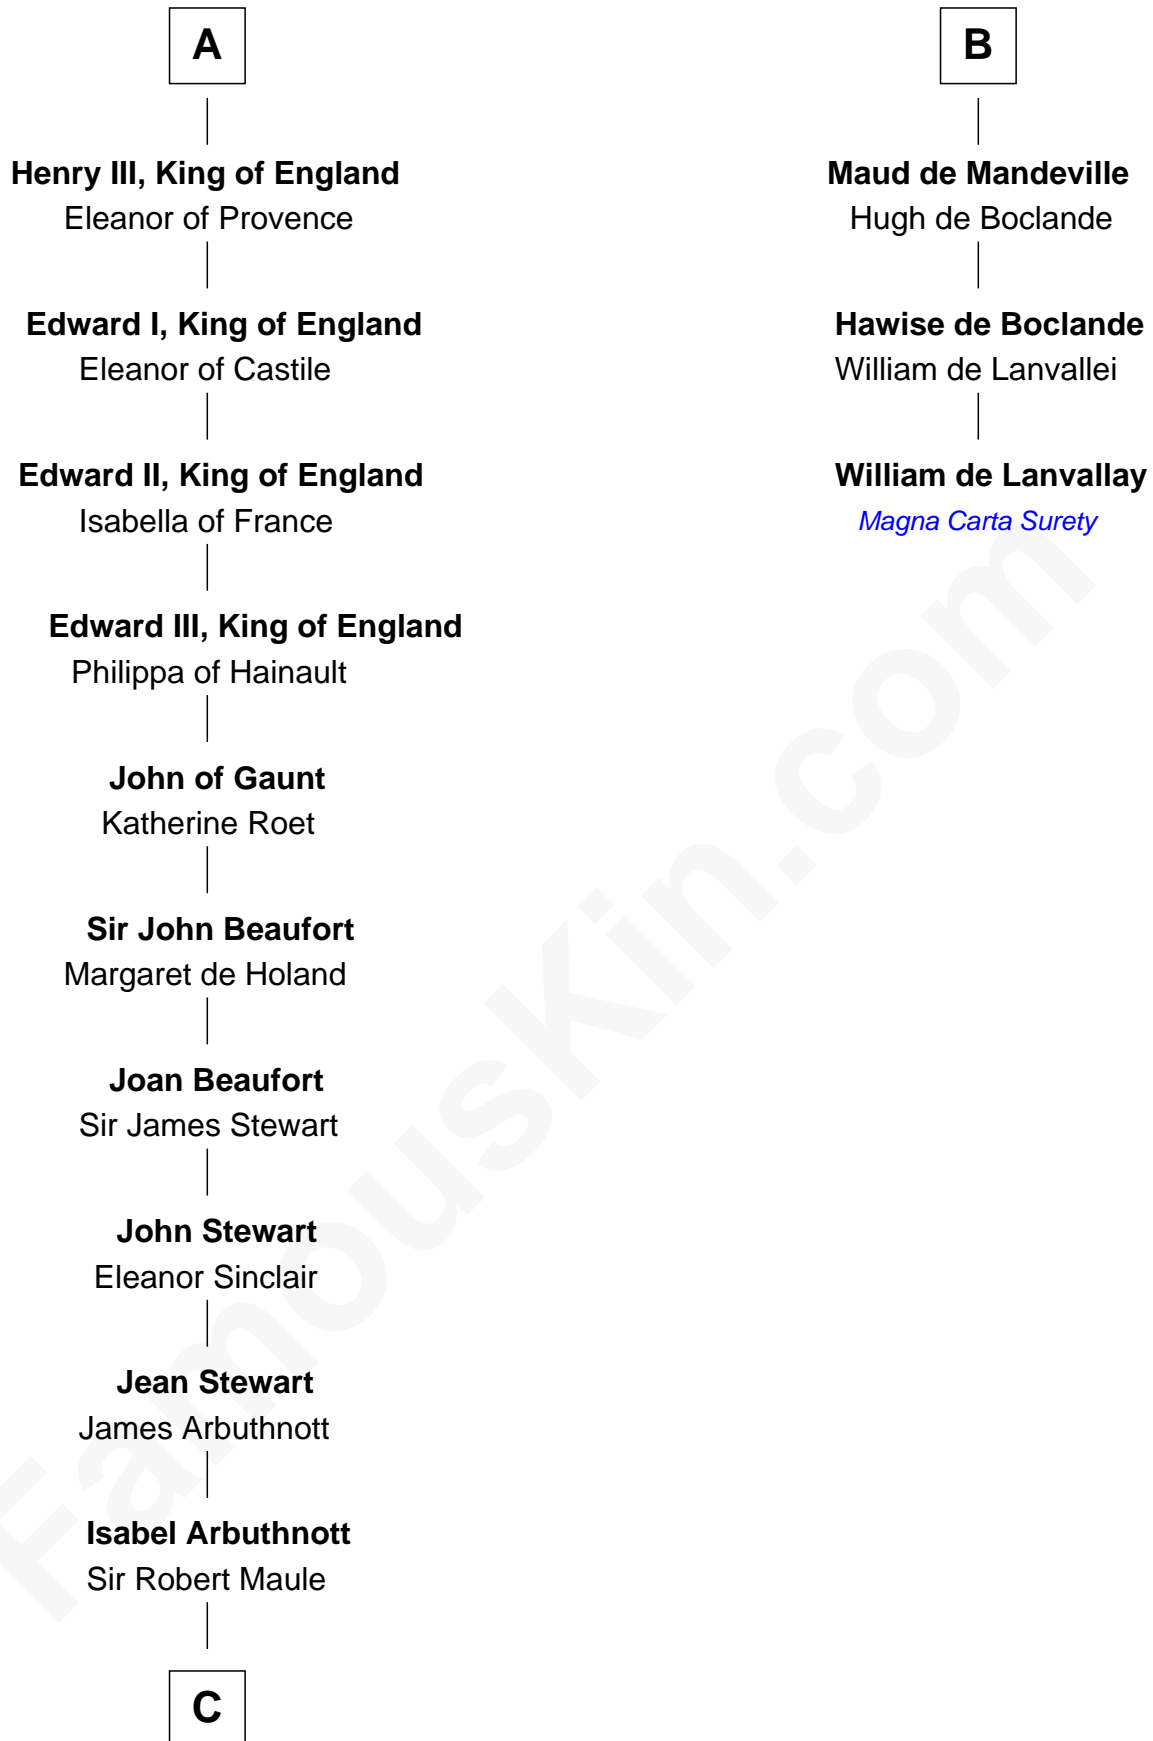 A
Henry III, King of England
Eleanor of Provence
Edward I, King of England
Eleanor of Castile
Edward II, King of England
Isabella of France
Edward III, King of England
Philippa of Hainault
John of Gaunt
Katherine Roet
Sir John Beaufort
Margaret de Holand
Joan Beaufort
Sir James Stewart
John Stewart
Eleanor Sinclair
Jean Stewart
James Arbuthnott
Isabel Arbuthnott
Sir Robert Maule
C
B
Maud de Mandeville
Hugh de Boclande
Hawise de Boclande
William de Lanvallei
William de Lanvallay
Magna Carta Surety
FamousKin.com